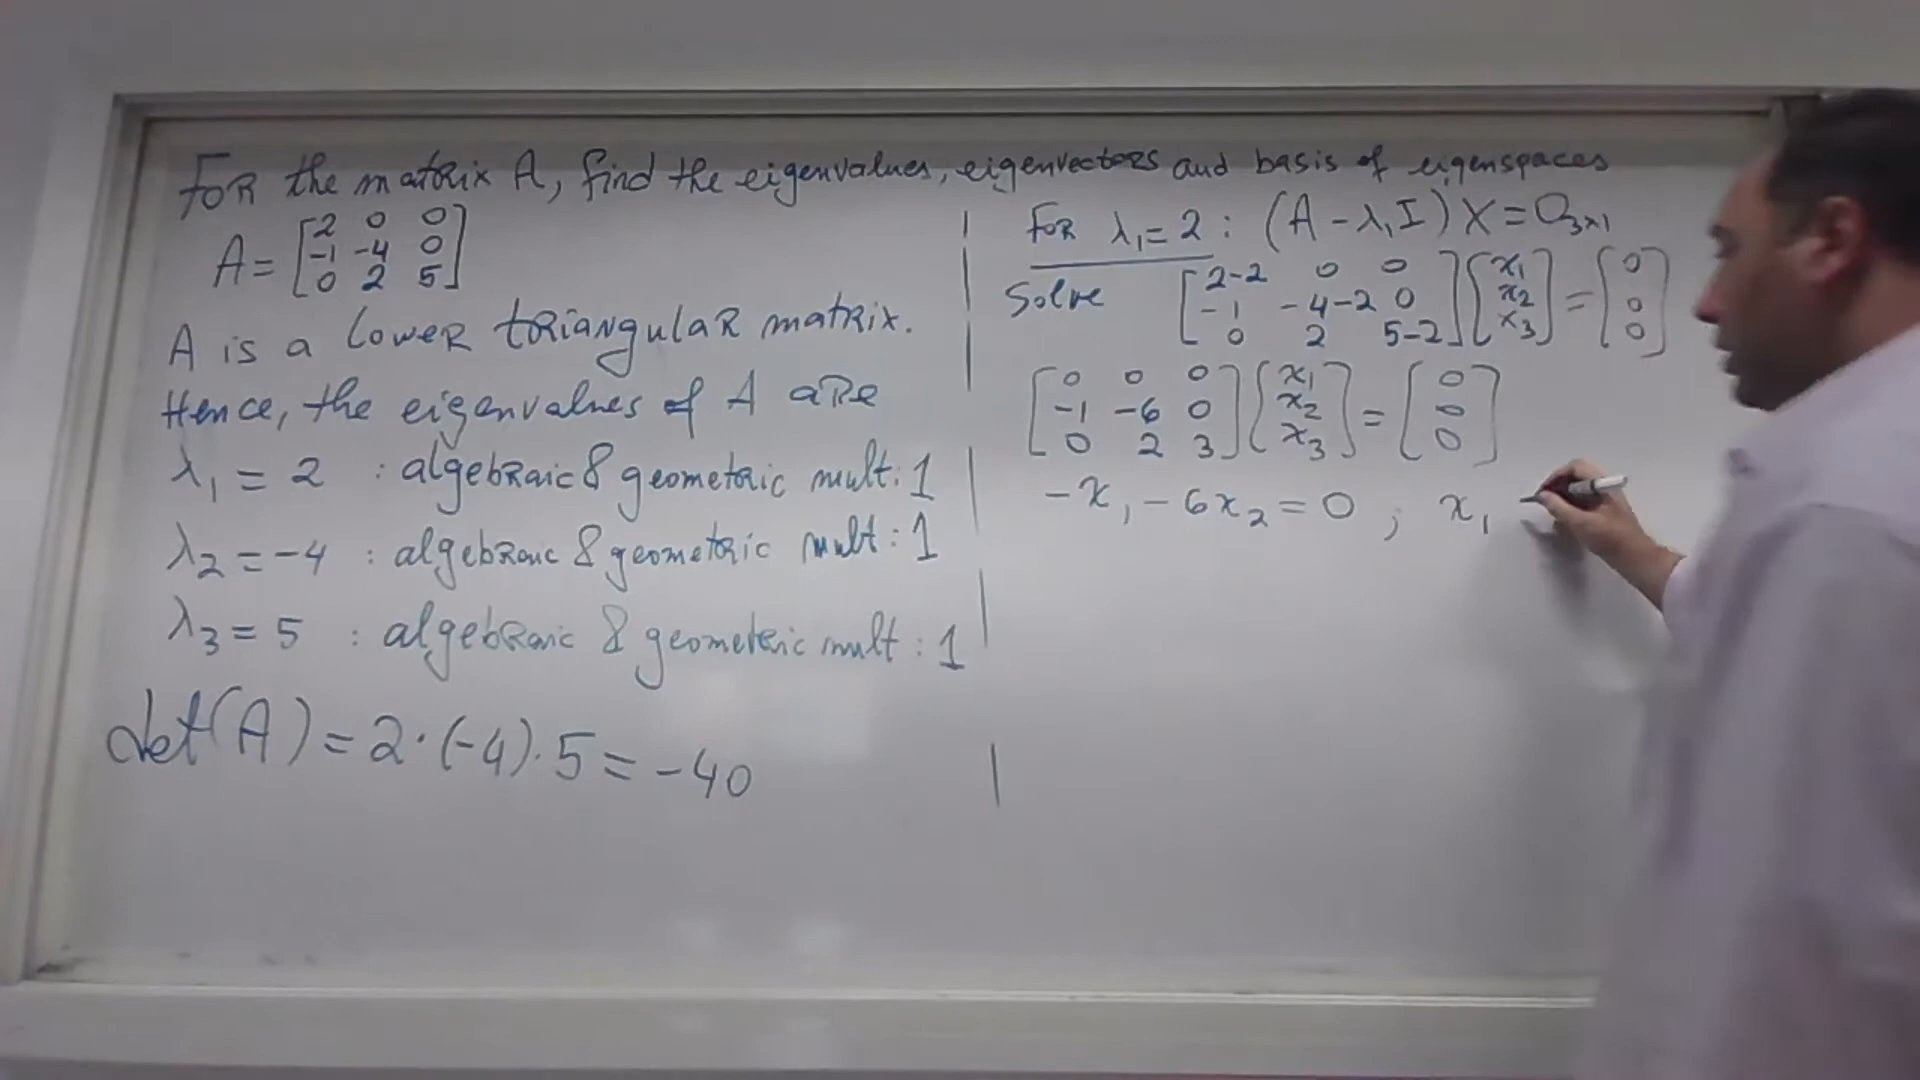 For the matrix A, find the eigenvalues, eigenvectors and basis of eigenspaces
A = [2 0 0
-1 -4 0
0 2 5]
A is a lower triangular matrix.
Hence, the eigenvalues of A are
λ₁ = 2 : algebraic & geometric mult: 1
λ₂ = -4 : algebraic & geometric mult: 1
λ₃ = 5 : algebraic & geometric mult: 1
det(A) = 2·(-4)·5 = -40
For λ₁ = 2 : (A - λ₁I) X = O₃ₓ₁
Solve [2-2 0 0
-1 -4-2 0
0 2 5-2] [x₁ x₂ x₃] = [0 0 0]
[0 0 0
-1 -6 0
0 2 3] [x₁ x₂ x₃] = [0 0 0]
-x₁ - 6x₂ = 0 ; x₁